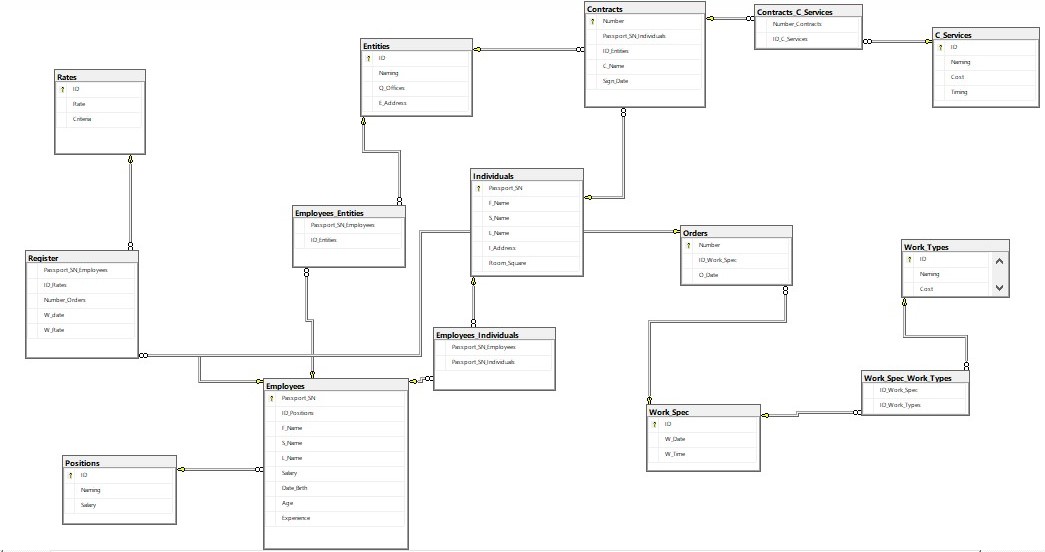 Contracts
Number
Passport_SN_Individuals
ID_Entities
C_Name
Sign_Date
Contracts_C_Services
Number_Contracts
ID_C_Services
C_Services
ID
Naming
Cost
Timing
Entities
ID
Naming
Q_Offices
E_Address
Rates
ID
Rate
Criteria
Individuals
Passport_SN
F_Name
S_Name
L_Name
I_Address
Room_Square
Employees_Entities
Passport_SN_Employees
ID_Entities
Orders
Number
ID_Work_Spec
O_Date
Work_Types
ID
Naming
Cost
Register
Passport_SN_Employees
ID_Rates
Number_Orders
W_date
W_Rate
Employees_Individuals
Passport_SN_Employees
Passport_SN_Individuals
Work_Spec_Work_Types
ID_Work_Spec
ID_Work_Types
Employees
Passport_SN
ID_Positions
F_Name
S_Name
L_Name
Salary
Date_Birth
Age
Experience
Work_Spec
ID
W_Date
W_Time
Positions
ID
Naming
Salary